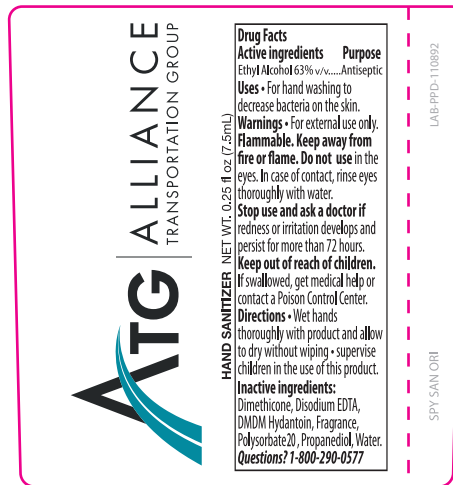 ATG | ALLIANCE
TRANSPORTATION GROUP
HAND SANITIZER NET WT. 0.25 fl oz (7.5mL)
Drug Facts
Active ingredients Purpose
Ethyl Alcohol 63% v/v.....Antiseptic
Uses • For hand washing to
decrease bacteria on the skin.
Warnings • For external use only.
Flammable. Keep away from
fire or flame. Do not use in the
eyes. In case of contact, rinse eyes
thoroughly with water.
Stop use and ask a doctor if
redness or irritation develops and
persist for more than 72 hours.
Keep out of reach of children.
If swallowed, get medical help or
contact a Poison Control Center.
Directions • Wet hands
thoroughly with product and allow
to dry without wiping • supervise
children in the use of this product.
Inactive ingredients:
Dimethicone, Disodium EDTA,
DMDM Hydantoin, Fragrance,
Polysorbate20, Propanediol, Water.
Questions? 1-800-290-0577
SPY SAN ORI
LAB-PPD-110892